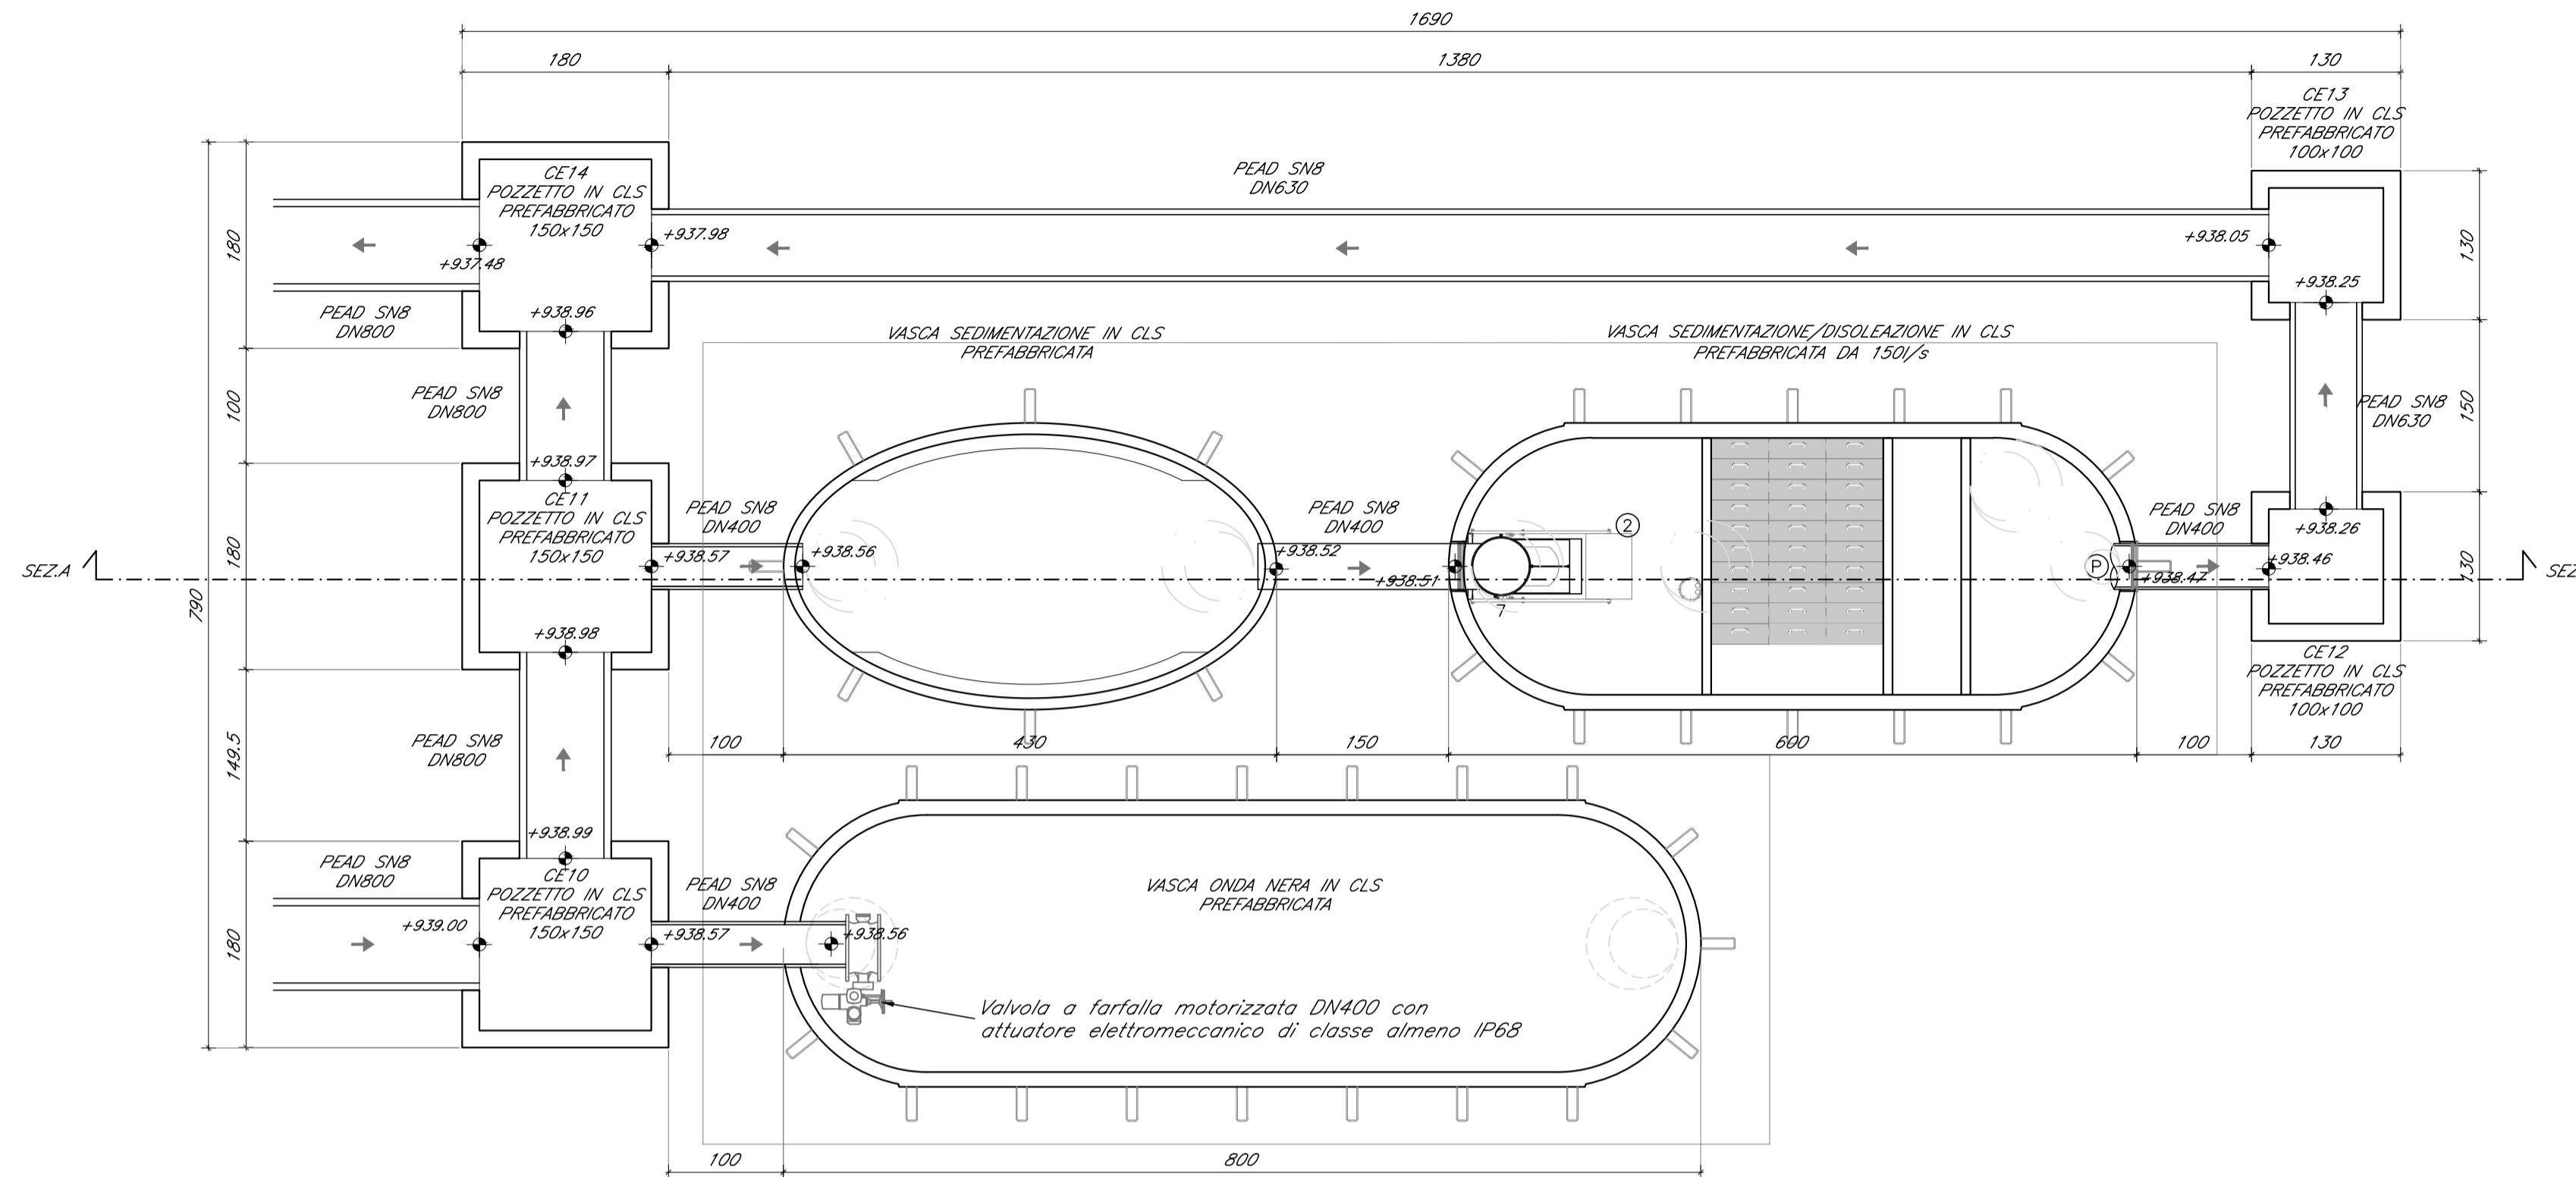 1690
180
1380
130
CE13
POZZETTO IN CLS
PREFABBRICATO
100x100
CE14
POZZETTO IN CLS
PREFABBRICATO
150x150
PEAD SN8
DN630
+937.98
+937.48
+938.05
+938.25
180
130
PEAD SN8
DN800
+938.96
VASCA SEDIMENTAZIONE IN CLS
PREFABBRICATA
VASCA SEDIMENTAZIONE/DISOLEAZIONE IN CLS
PREFABBRICATA DA 150l/s
100
PEAD SN8
DN800
PEAD SN8
DN630
150
+938.97
CE11
POZZETTO IN CLS
PREFABBRICATO
150x150
PEAD SN8
DN400
PEAD SN8
DN400
2
PEAD SN8
DN400
+938.26
180
+938.57
+938.56
+938.52
+938.51
7
P
+938.47
+938.46
130
SEZ.A
SEZ
790
+938.98
CE12
POZZETTO IN CLS
PREFABBRICATO
100x100
149.5
PEAD SN8
DN800
100
430
150
600
100
130
+938.99
PEAD SN8
DN800
CE10
POZZETTO IN CLS
PREFABBRICATO
150x150
PEAD SN8
DN400
VASCA ONDA NERA IN CLS
PREFABBRICATA
180
+939.00
+938.57
+938.56
Valvola a farfalla motorizzata DN400 con
attuatore elettromeccanico di classe almeno IP68
100
800